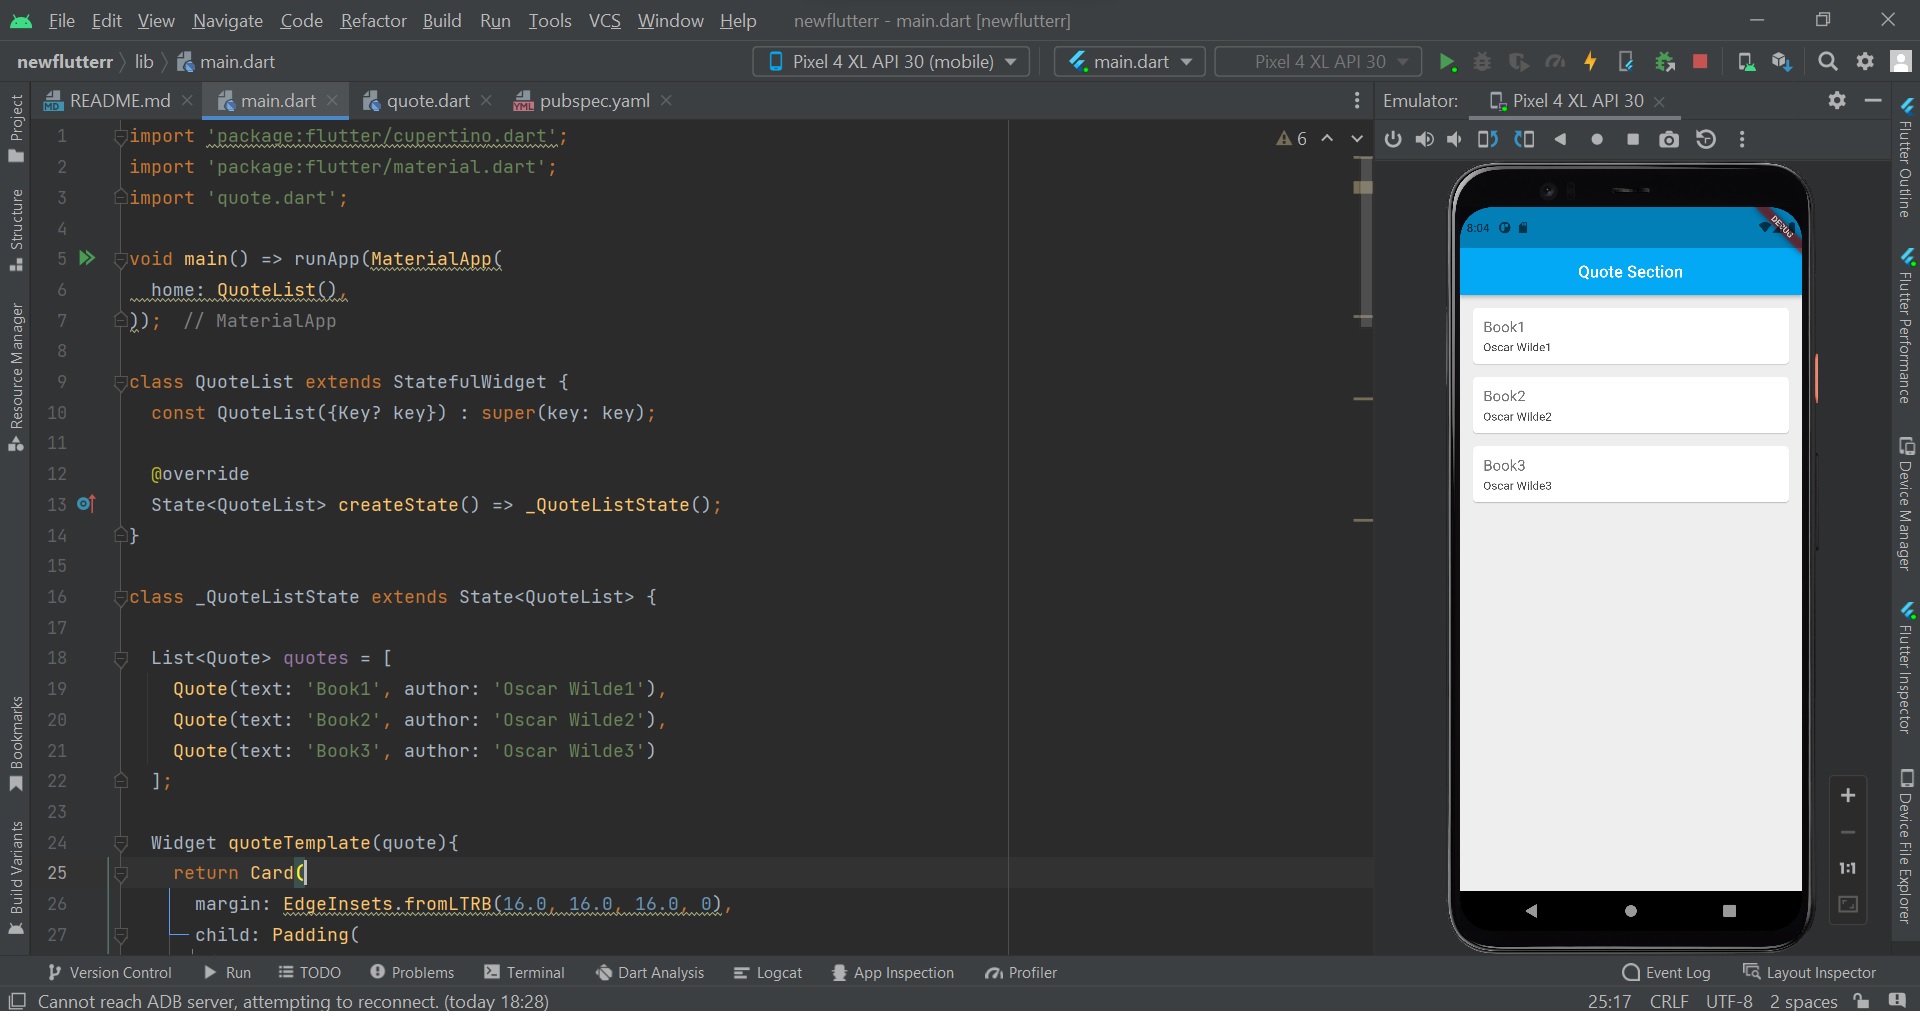 File Edit View Navigate Code Refactor Build Run Tools VCS Window Help newflutterr - main.dart [newflutterr]
newflutterr lib main.dart Pixel 4 XL API 30 (mobile) main.dart Pixel 4 XL API 30
README.md main.dart quote.dart pubspec.yaml
Emulator: Pixel 4 XL API 30
6
1 import 'package:flutter/cupertino.dart';
2 import 'package:flutter/material.dart';
3 import 'quote.dart';
4
5 void main() => runApp(MaterialApp(
6 home: QuoteList(),
7 )); // MaterialApp
8
9 class QuoteList extends StatefulWidget {
10 const QuoteList({Key? key}) : super(key: key);
11
12 @override
13 State<QuoteList> createState() => _QuoteListState();
14 }
15
16 class _QuoteListState extends State<QuoteList> {
17
18 List<Quote> quotes = [
19 Quote(text: 'Book1', author: 'Oscar Wilde1'),
20 Quote(text: 'Book2', author: 'Oscar Wilde2'),
21 Quote(text: 'Book3', author: 'Oscar Wilde3')
22 ];
23
24 Widget quoteTemplate(quote){
25 return Card(
26 margin: EdgeInsets.fromLTRB(16.0, 16.0, 16.0, 0),
27 child: Padding(
8:04
DEBUG
Quote Section
Book1
Oscar Wilde1
Book2
Oscar Wilde2
Book3
Oscar Wilde3
1:1
Project
Structure
Resource Manager
Bookmarks
Build Variants
Flutter Outline
Flutter Performance
Device Manager
Flutter Inspector
Device File Explorer
Version Control Run TODO Problems Terminal Dart Analysis Logcat App Inspection Profiler Event Log Layout Inspector
Cannot reach ADB server, attempting to reconnect. (today 18:28) 25:17 CRLF UTF-8 2 spaces